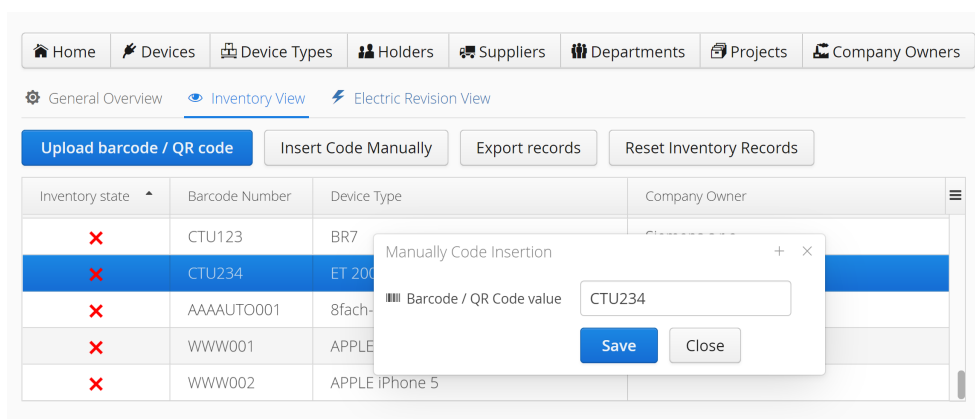 Home Devices Device Types Holders Suppliers Departments Projects Company Owners
General Overview Inventory View Electric Revision View
Upload barcode / QR code Insert Code Manually Export records Reset Inventory Records
Inventory state Barcode Number Device Type Company Owner
CTU123 BR7
Manually Code Insertion
CTU234 ET 200
Barcode / QR Code value CTU234
AAAAUTO001 8fach-
WWW001 APPLE
Save Close
WWW002 APPLE iPhone 5